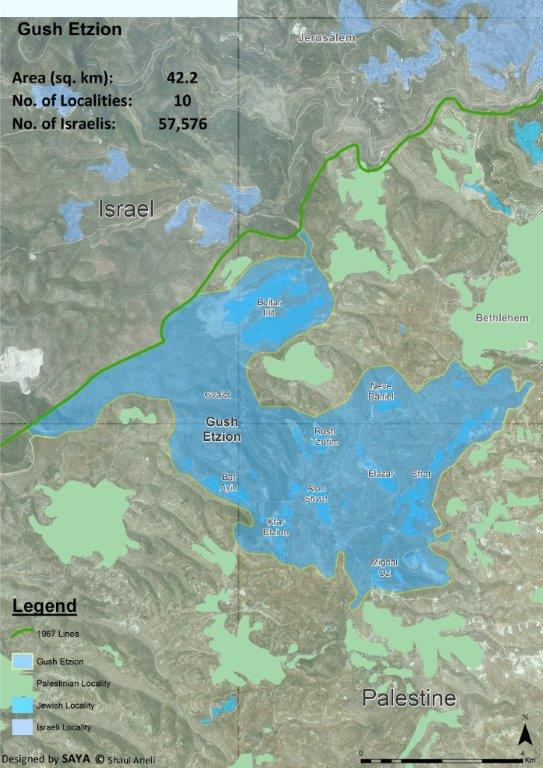 Gush Etzion
Area (sq. km): 42.2
No. of Localities: 10
No. of Israelis: 57,576
Jerusalem
Israel
Beitar
Illit
Bethlehem
Neve
Daniel
Gva'ot
Gush
Etzion
Rosh
Tzurim
Bat
Ayin
Elazar
Efrat
Alon
Shvut
Kfar
Etzion
Migdal
Oz
Palestine
Legend
1967 Lines
Gush Etzion
Palestinian Locality
Jewish Locality
Israeli Locality
N
0 4
Km
Designed by SAYA © Shaul Arieli